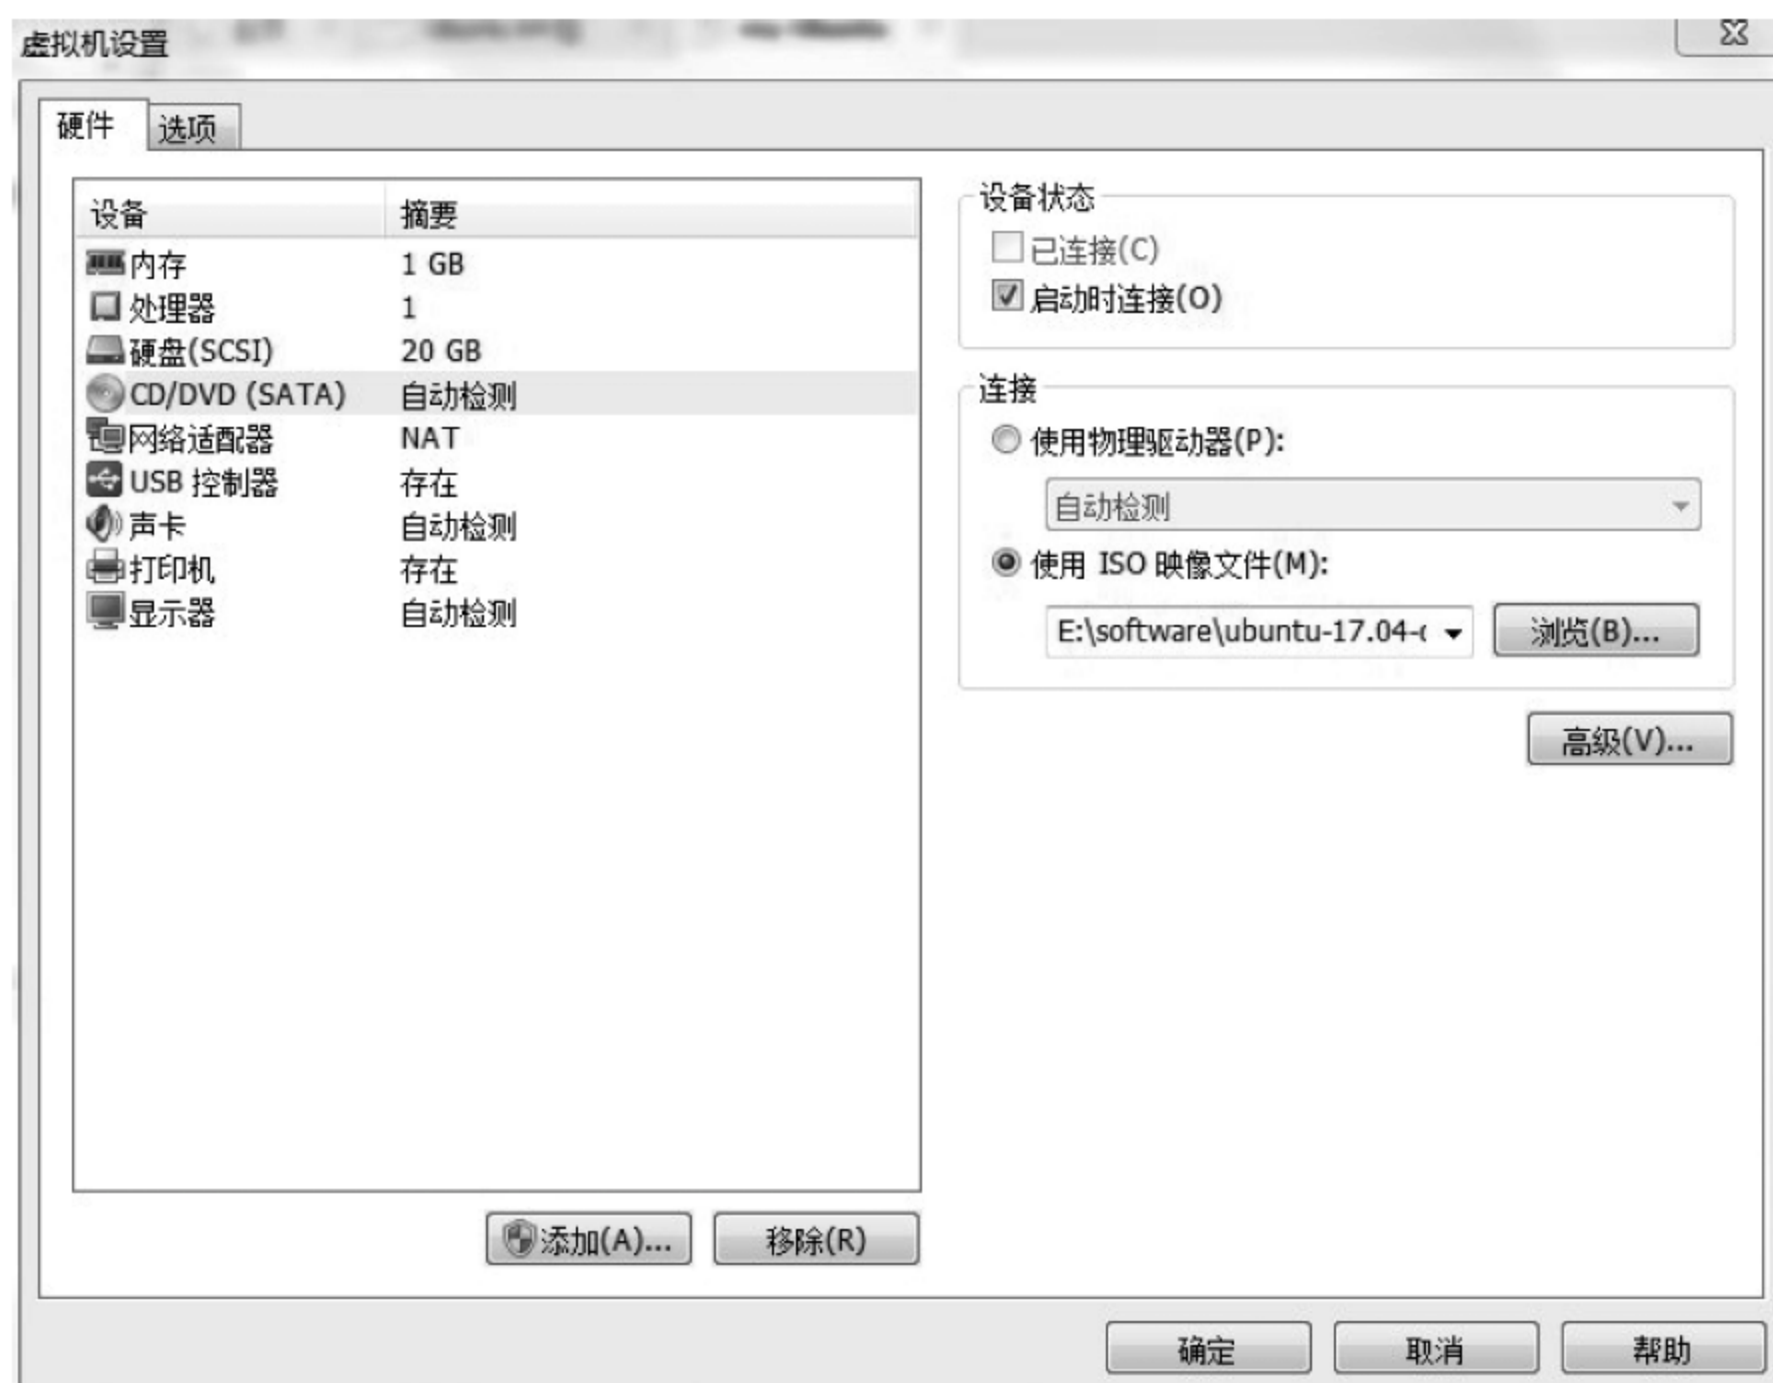 虚拟机设置
硬件 选项
设备 摘要
内存 1 GB
处理器 1
硬盘(SCSI) 20 GB
CD/DVD (SATA) 自动检测
网络适配器 NAT
USB 控制器 存在
声卡 自动检测
打印机 存在
显示器 自动检测
添加(A)... 移除(R)
设备状态
已连接(C)
启动时连接(O)
连接
使用物理驱动器(P):
自动检测
使用 ISO 映像文件(M):
E:\software\ubuntu-17.04- 浏览(B)...
高级(V)...
确定 取消 帮助